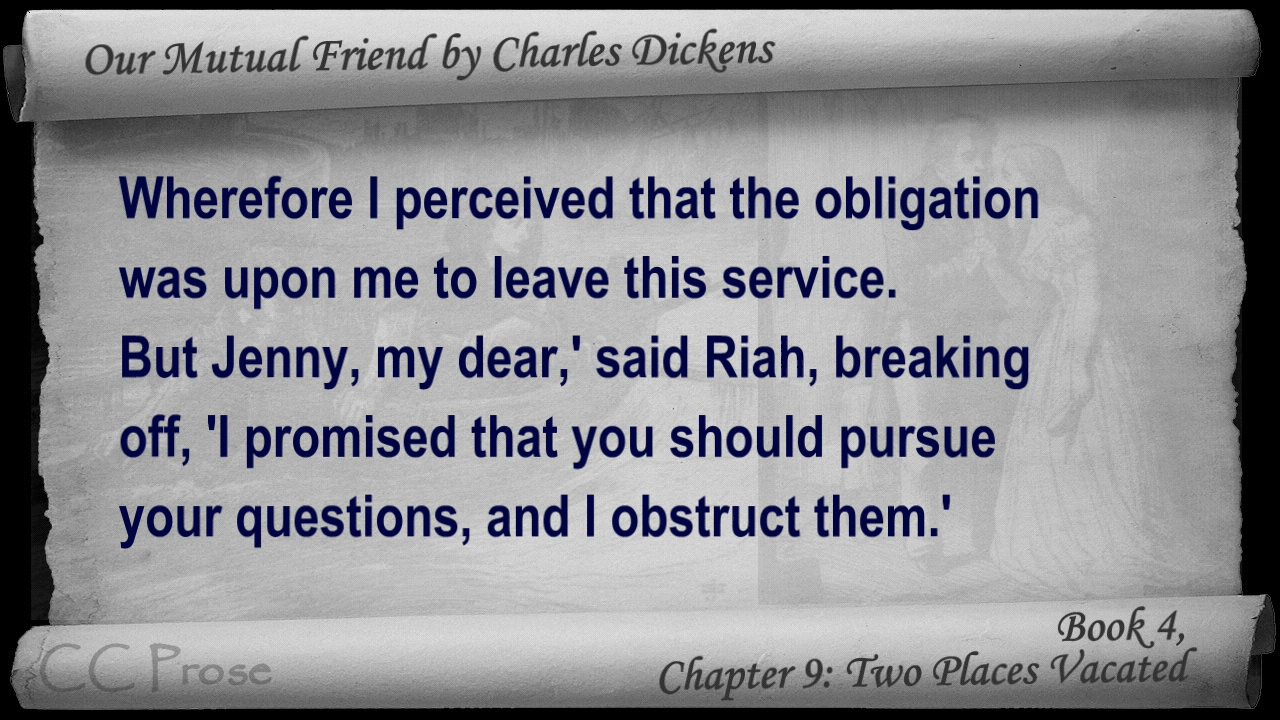 Our Mutual Friend by Charles Dickens
Wherefore I perceived that the obligation
was upon me to leave this service.
But Jenny, my dear,' said Riah, breaking
off, 'I promised that you should pursue
your questions, and I obstruct them.'
Book 4,
CC Prose
Chapter 9: Two Places Vacated